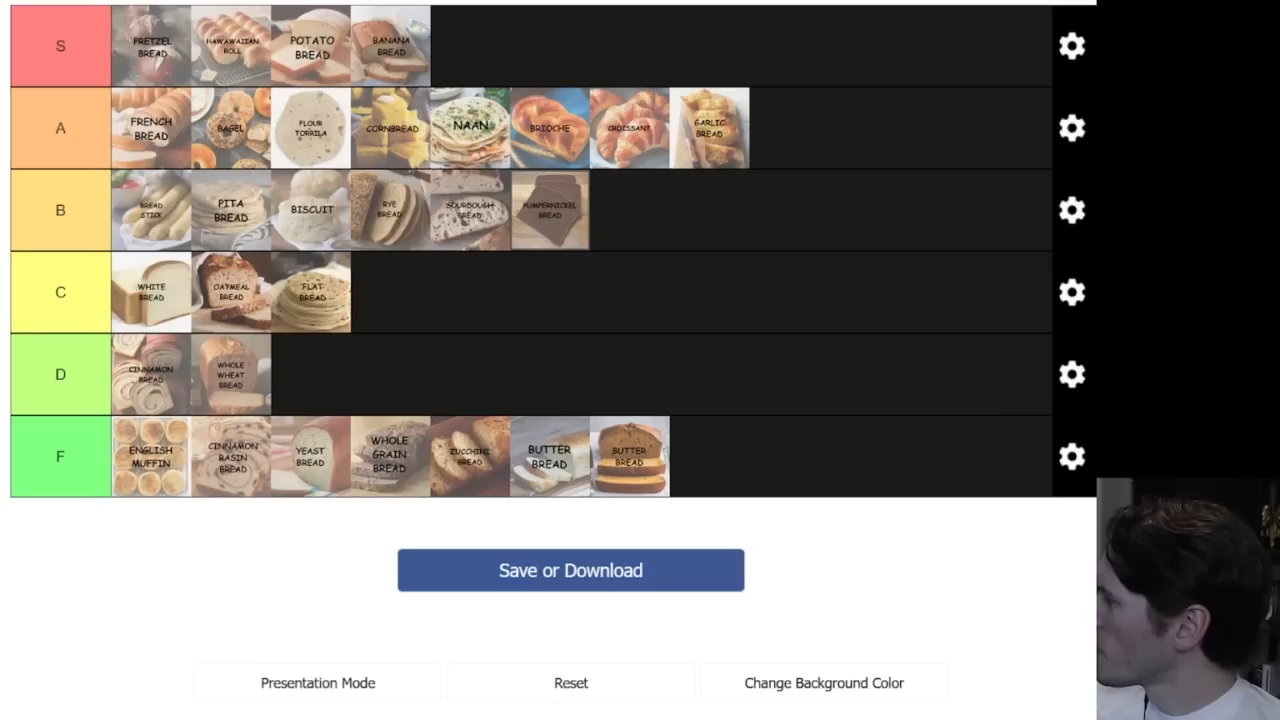 S
PRETZEL
BREAD
HAWAWAIIAN
ROLL
POTATO
BREAD
BANANA
BREAD
A
FRENCH
BREAD
BAGEL
FLOUR
TORRILA
CORNBREAD
NAAN
BRIOCHE
CROISSANT
GARLIC
BREAD
B
BREAD
STICK
PITA
BREAD
BISCUIT
RYE
BREAD
SOURDOUGH
BREAD
PUMPERNICKEL
BREAD
C
WHITE
BREAD
OATMEAL
BREAD
FLAT
BREAD
D
CINNAMON
BREAD
WHOLE
WHEAT
BREAD
F
ENGLISH
MUFFIN
CINNAMON
RASIN
BREAD
YEAST
BREAD
WHOLE
GRAIN
BREAD
ZUCCHINI
BREAD
BUTTER
BREAD
BUTTER
BREAD
Save or Download
Presentation Mode
Reset
Change Background Color